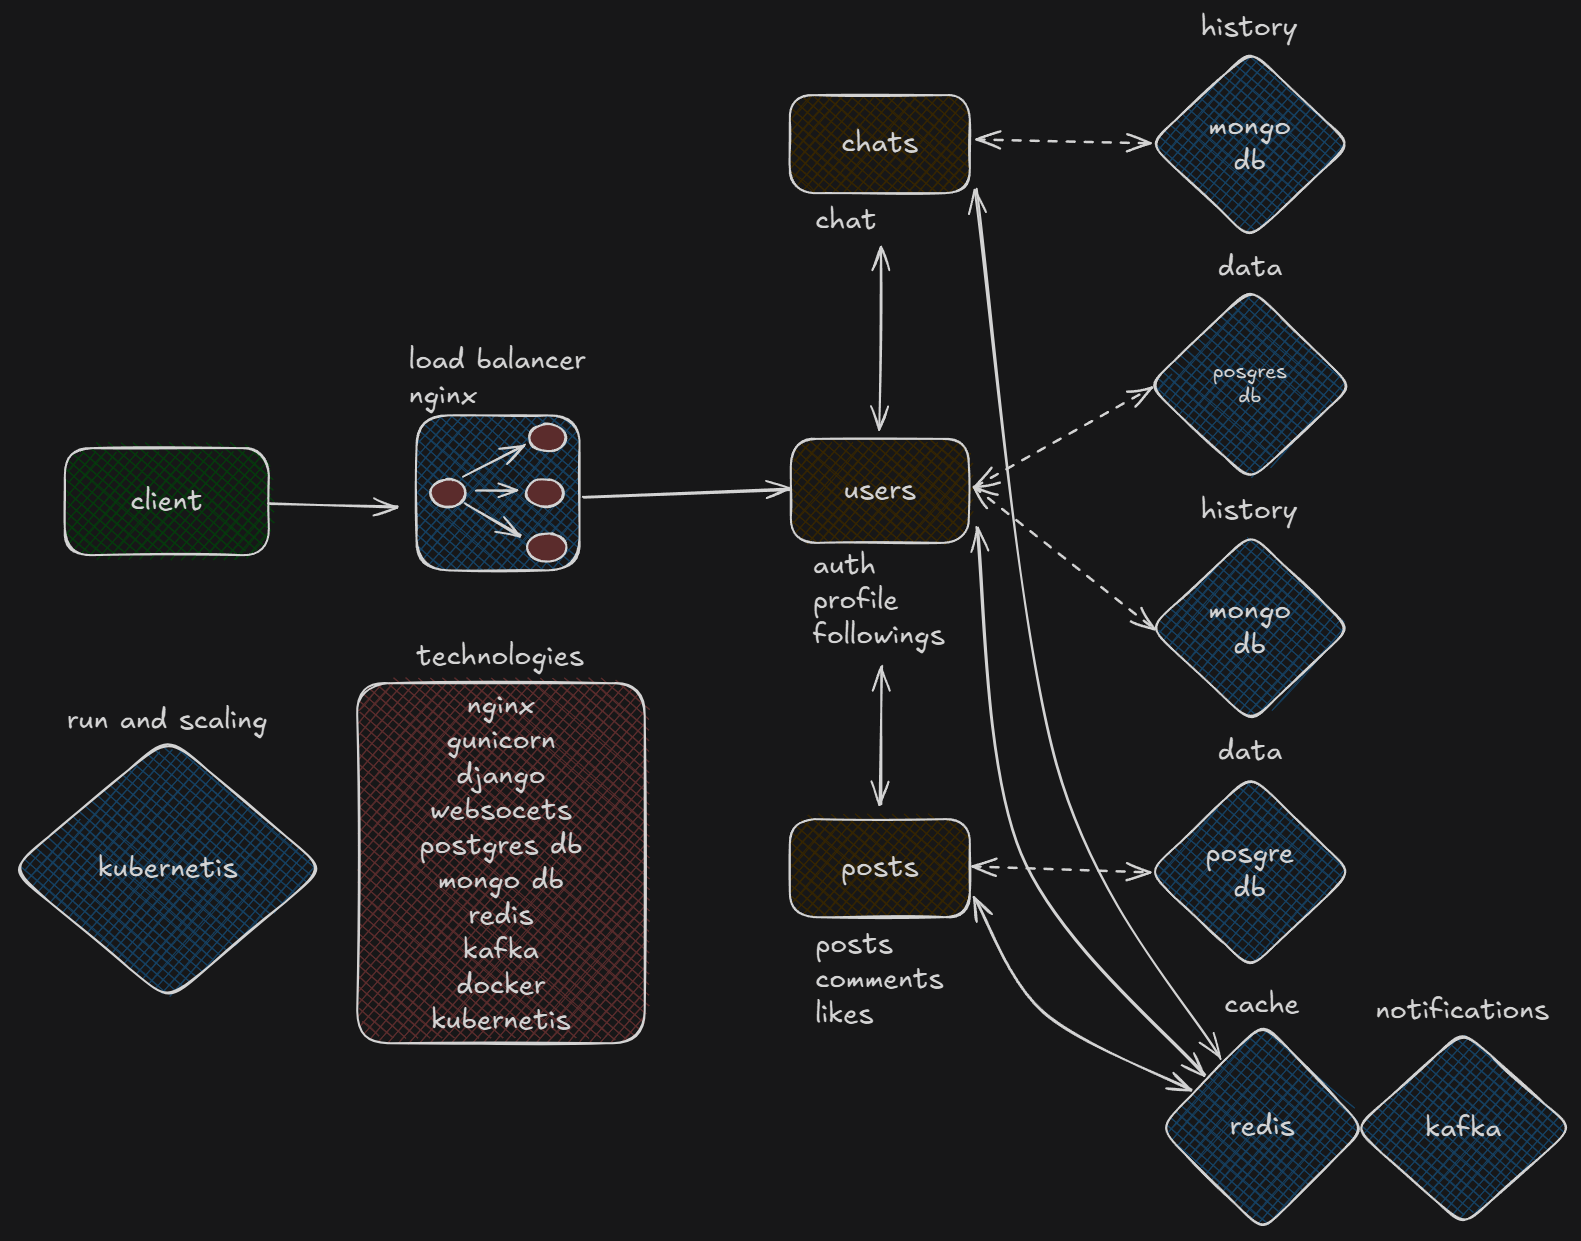 history
mongo
db
chats
chat
data
posgres
db
load balancer
nginx
client
users
auth
profile
followings
history
mongo
db
technologies
nginx
gunicorn
django
websocets
postgres db
mongo db
redis
kafka
docker
kubernetis
run and scaling
kubernetis
data
posgre
db
posts
posts
comments
likes
cache
redis
notifications
kafka